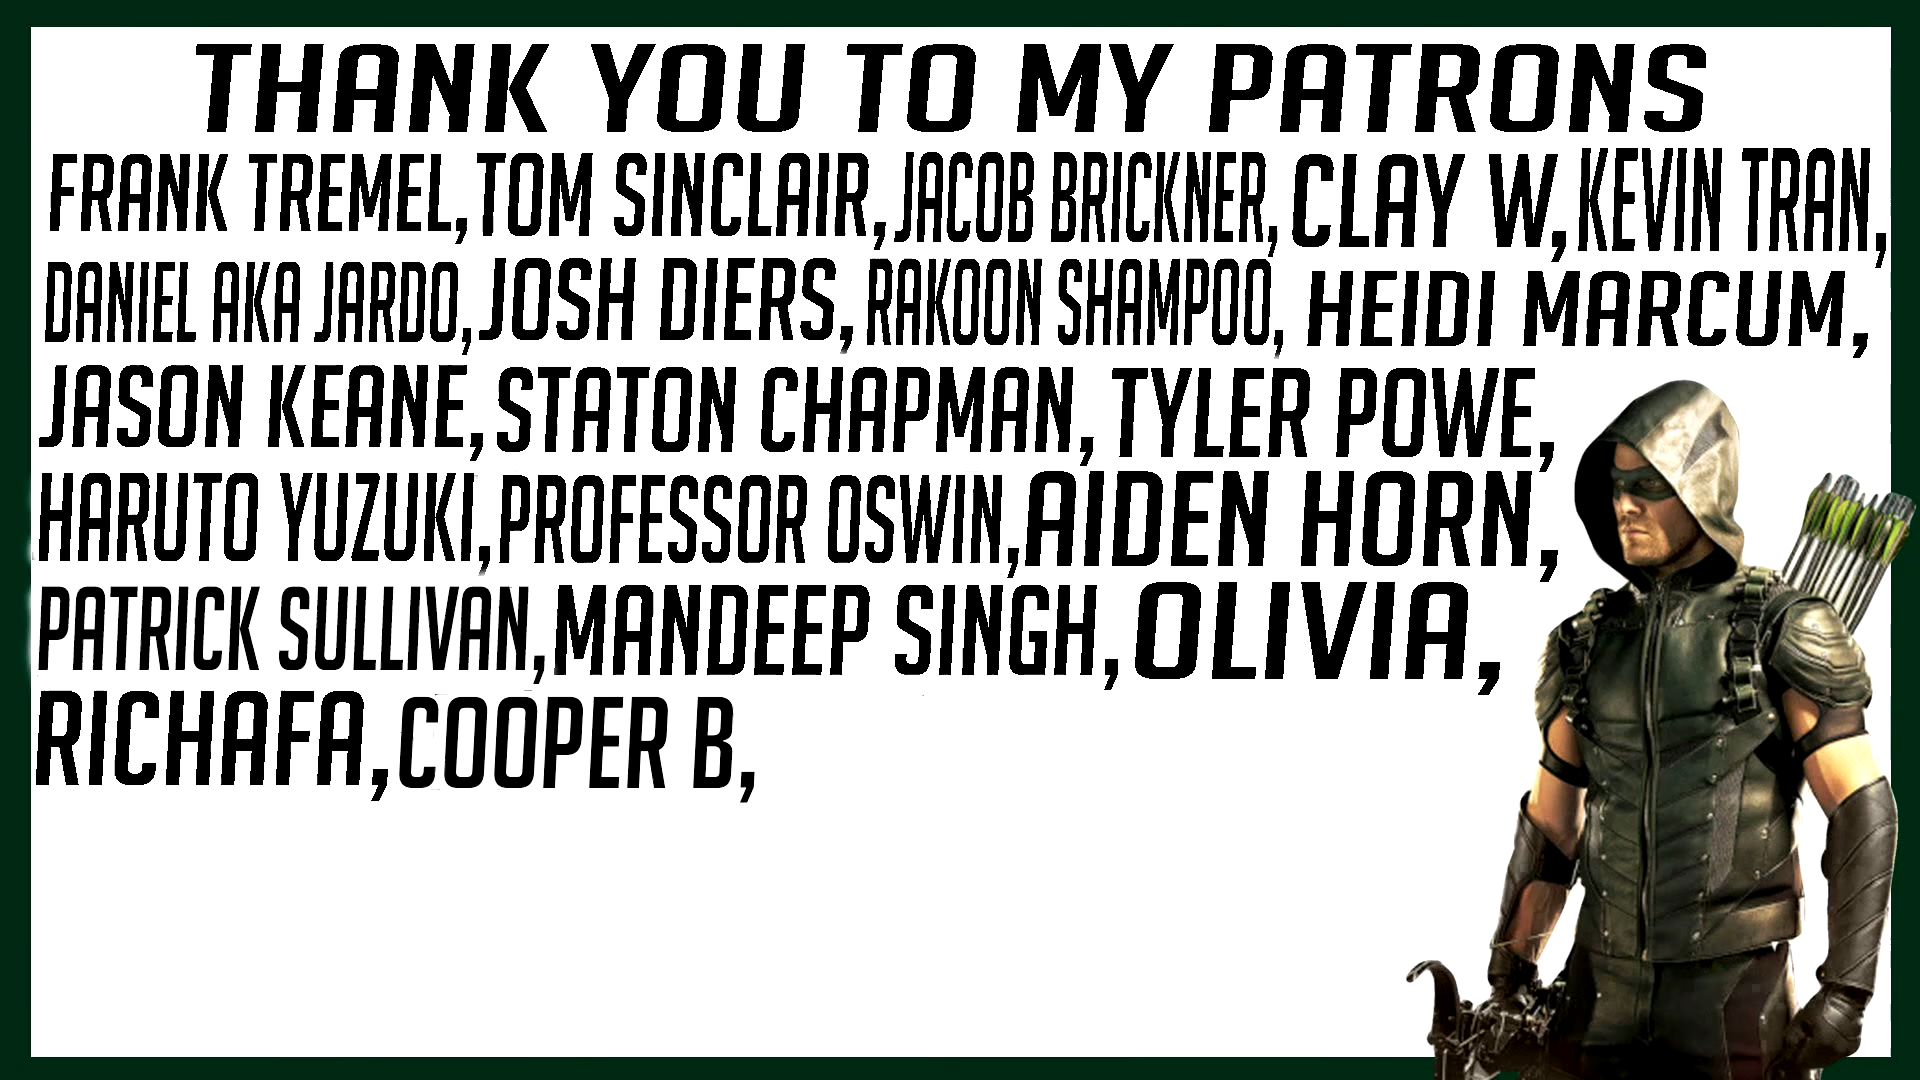 THANK YOU TO MY PATRONS
FRANK TREMEL, TOM SINCLAIR, JACOB BRICKNER, CLAY W, KEVIN TRAN,
DANIEL AKA JARDO, JOSH DIERS, RAKOON SHAMPOO, HEIDI MARCUM,
JASON KEANE, STATON CHAPMAN, TYLER POWE,
HARUTO YUZUKI, PROFESSOR OSWIN, AIDEN HORN,
PATRICK SULLIVAN, MANDEEP SINGH, OLIVIA,
RICHAFA, COOPER B,